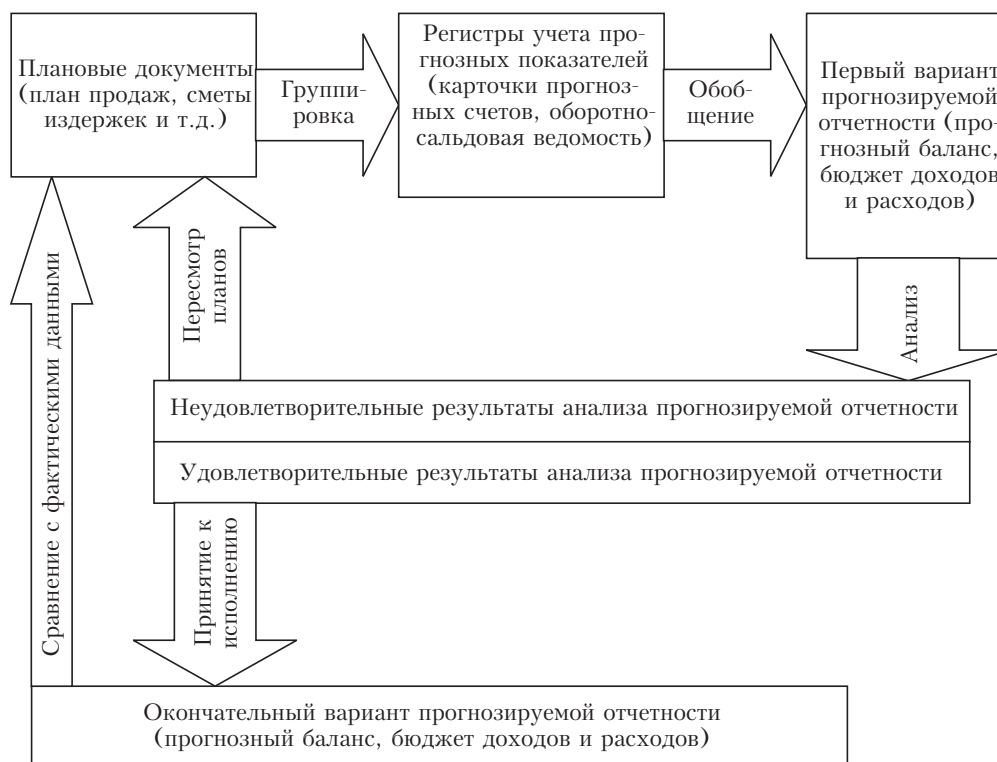 Плановые документы
(план продаж, сметы
издержек и т.д.)
Группи-
ровка
Регистры учета про-
гнозных показателей
(карточки прогноз-
ных счетов, оборотно-
сальдовая ведомость)
Обоб-
щение
Первый вариант
прогнозируемой
отчетности (про-
гнозный баланс,
бюджет доходов
и расходов)
Анализ
Пересмотр
планов
Сравнение с фактическими данными
Неудовлетворительные результаты анализа прогнозируемой отчетности
Удовлетворительные результаты анализа прогнозируемой отчетности
Принятие к
исполнению
Окончательный вариант прогнозируемой отчетности
(прогнозный баланс, бюджет доходов и расходов)